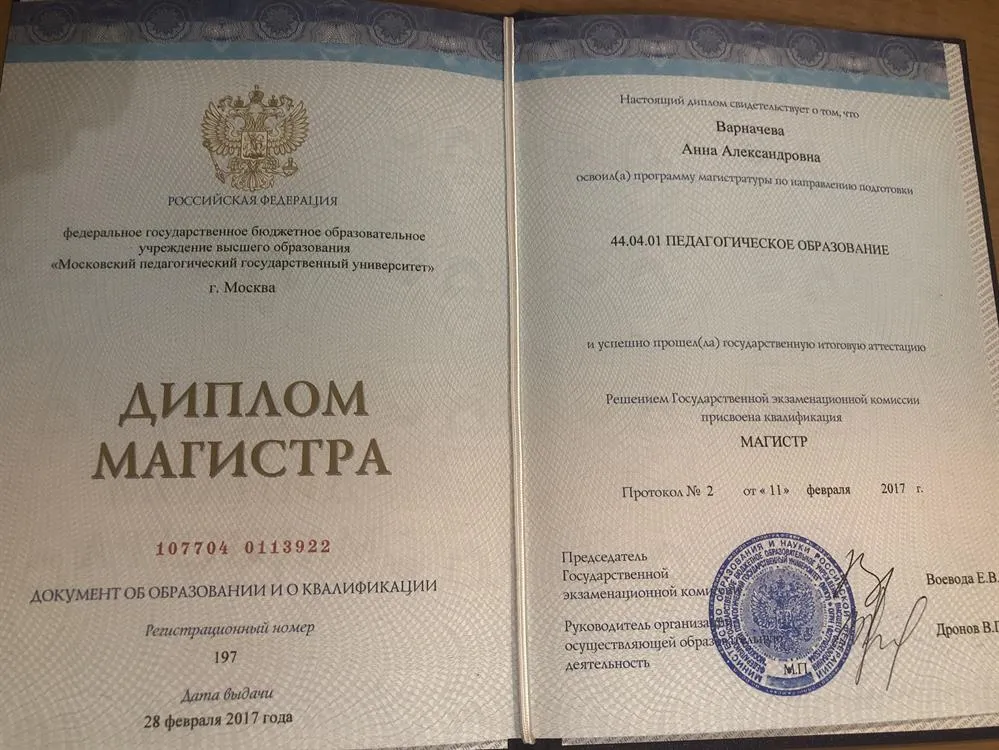 РОССИЙСКАЯ ФЕДЕРАЦИЯ
федеральное государственное бюджетное образовательное
учреждение высшего образования
«Московский педагогический государственный университет»
г. Москва
ДИПЛОМ
МАГИСТРА
107704 0113922
ДОКУМЕНТ ОБ ОБРАЗОВАНИИ И О КВАЛИФИКАЦИИ
Регистрационный номер
197
Дата выдачи
28 февраля 2017 года
Настоящий диплом свидетельствует о том, что
Варначева
Анна Александровна
освоил(а) программу магистратуры по направлению подготовки
44.04.01 ПЕДАГОГИЧЕСКОЕ ОБРАЗОВАНИЕ
и успешно прошел(ла) государственную итоговую аттестацию
Решением Государственной экзаменационной комиссии
присвоена квалификация
МАГИСТР
Протокол № 2 от « 11 » февраля 2017 г.
Председатель
Государственной
экзаменационной
Воевода Е.В.
Руководитель
осуществляющей
деятельность
Дронов В.П
М.П.